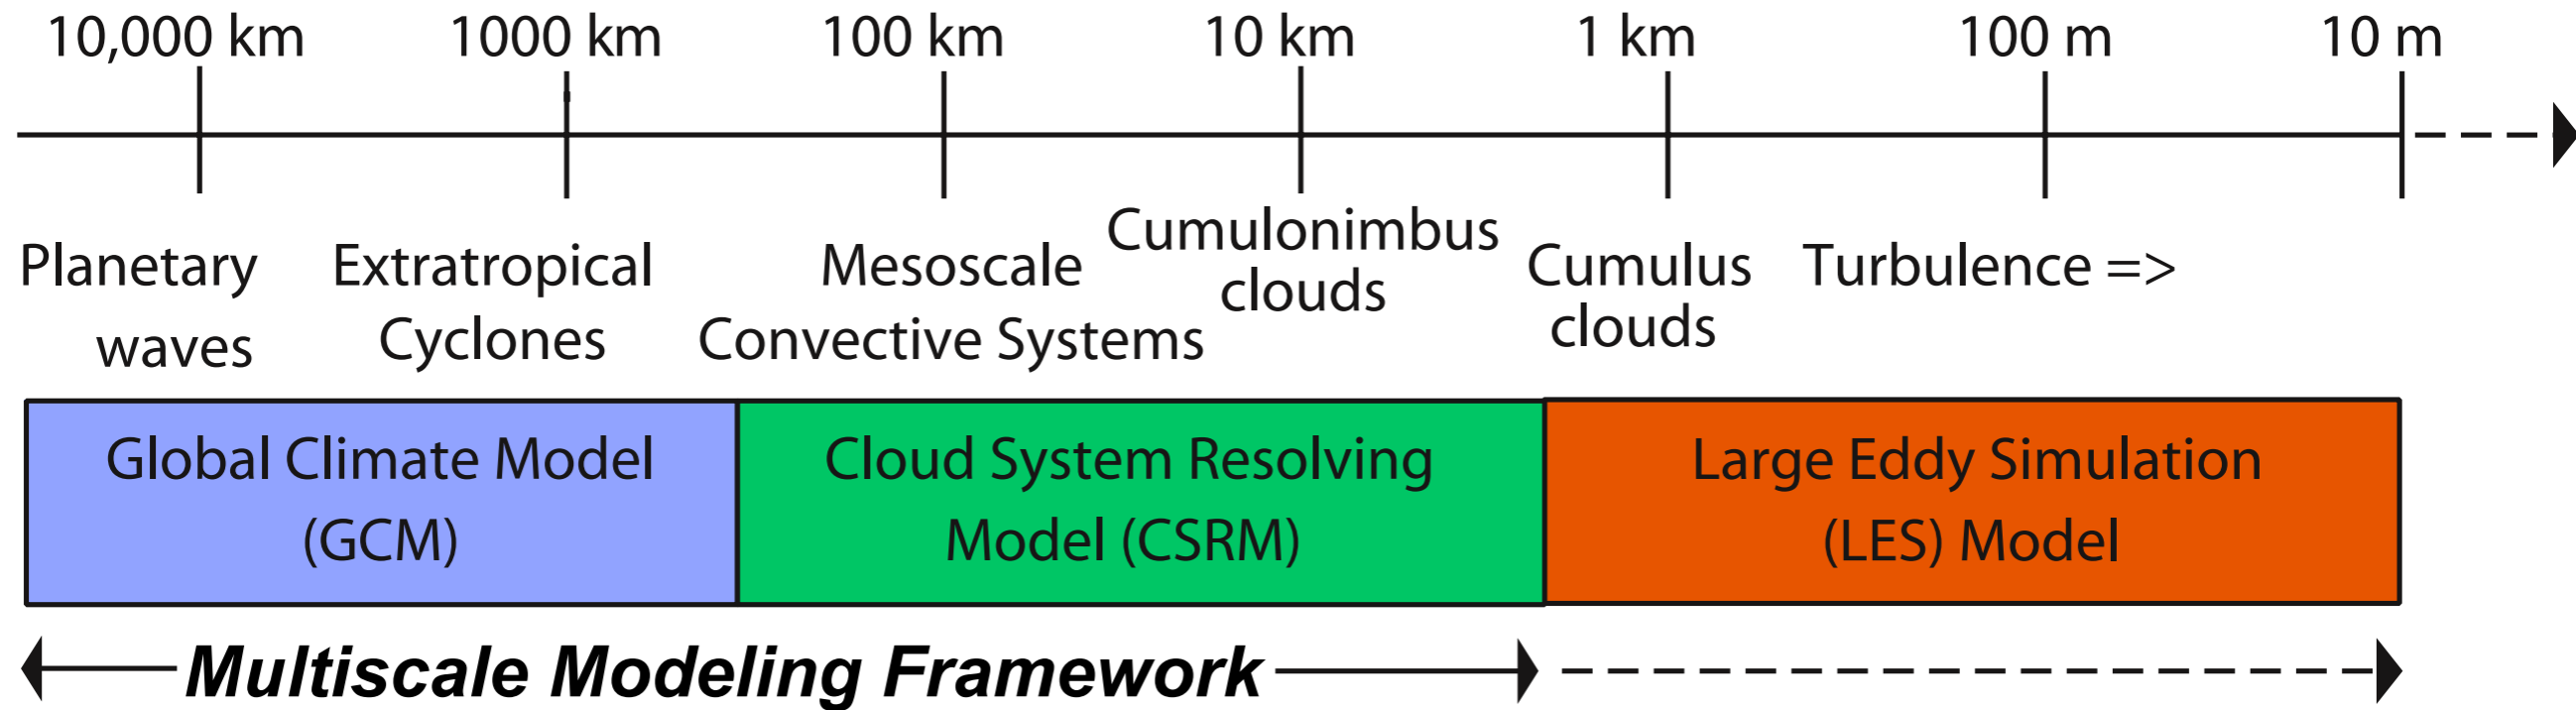 10,000 km 1000 km 100 km 10 km 1 km 100 m 10 m
Planetary
waves
Extratropical
Cyclones
Mesoscale
Convective Systems
Cumulonimbus
clouds
Cumulus
clouds
Turbulence =>
Global Climate Model
(GCM)
Cloud System Resolving
Model (CSRM)
Large Eddy Simulation
(LES) Model
Multiscale Modeling Framework